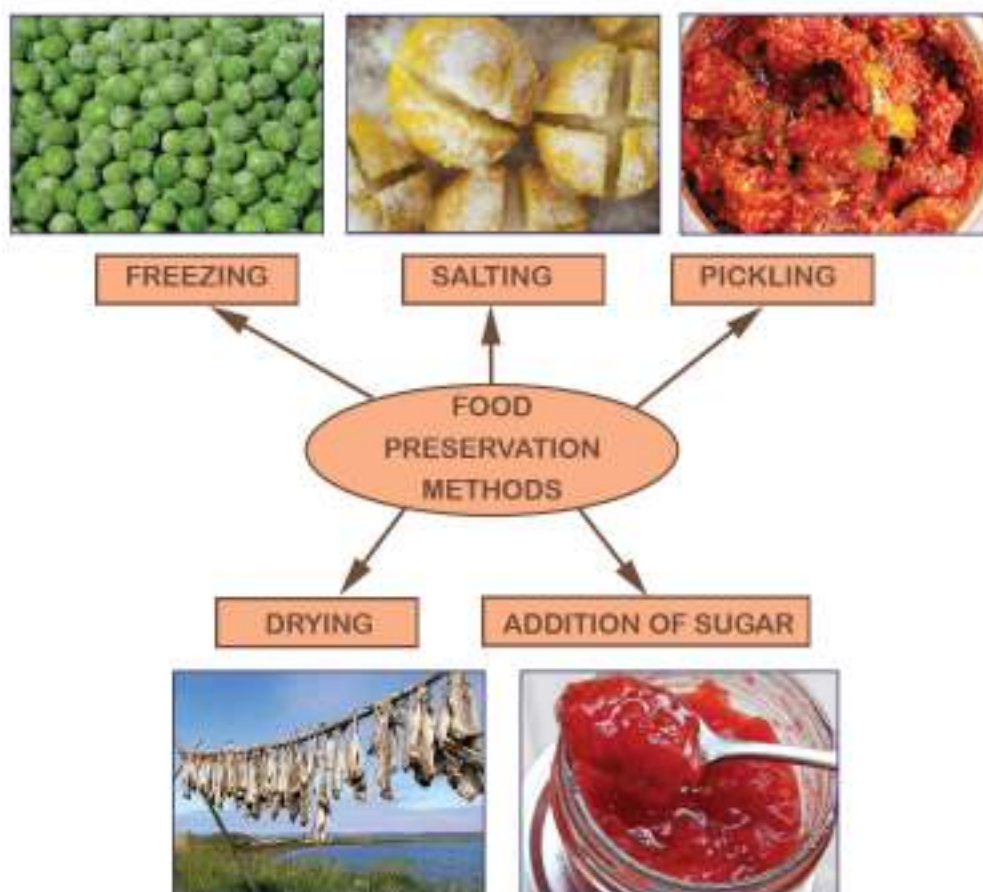 FREEZING
SALTING
PICKLING
FOOD
PRESERVATION
METHODS
DRYING
ADDITION OF SUGAR